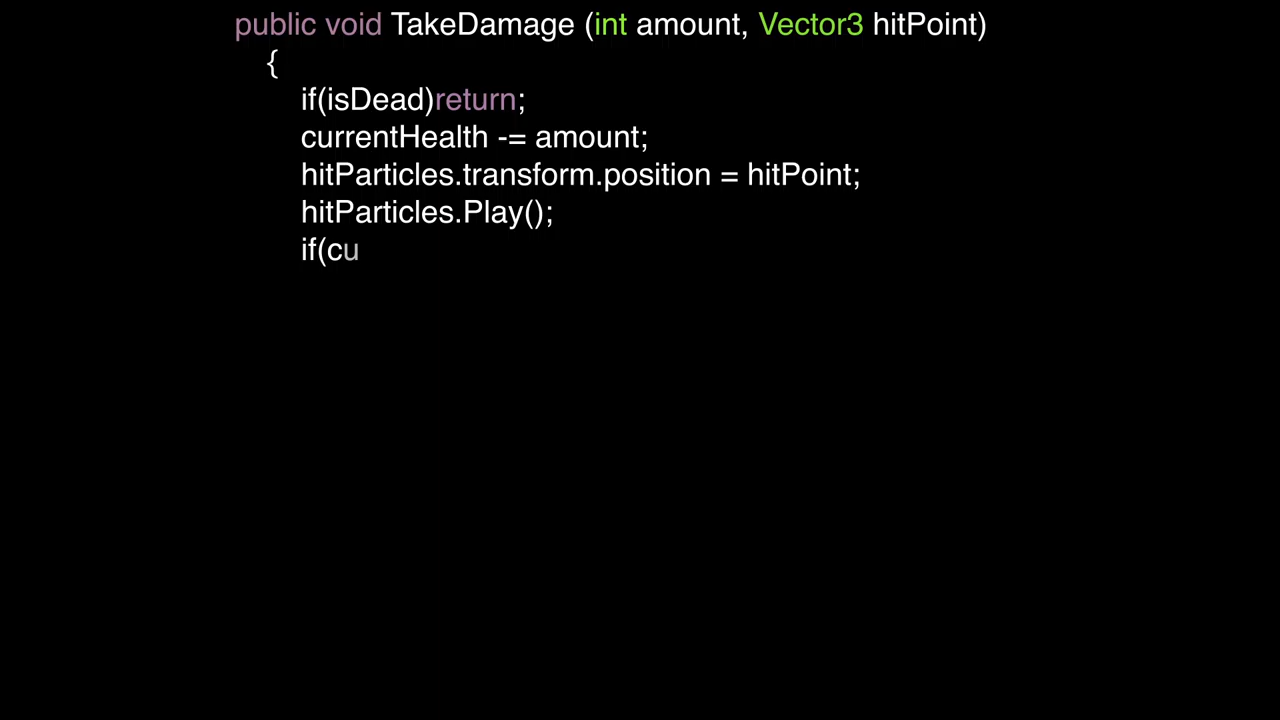 public void TakeDamage (int amount, Vector3 hitPoint)
{
if(isDead)return;
currentHealth -= amount;
hitParticles.transform.position = hitPoint;
hitParticles.Play();
if(cu